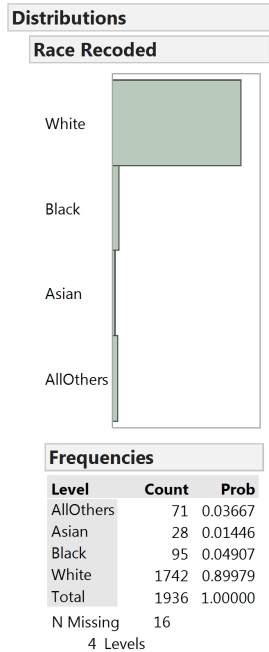 Distributions
Race Recoded
White
Black
Asian
AllOthers
Frequencies
Level Count Prob
AllOthers 71 0.03667
Asian 28 0.01446
Black 95 0.04907
White 1742 0.89979
Total 1936 1.00000
N Missing 16
4 Levels